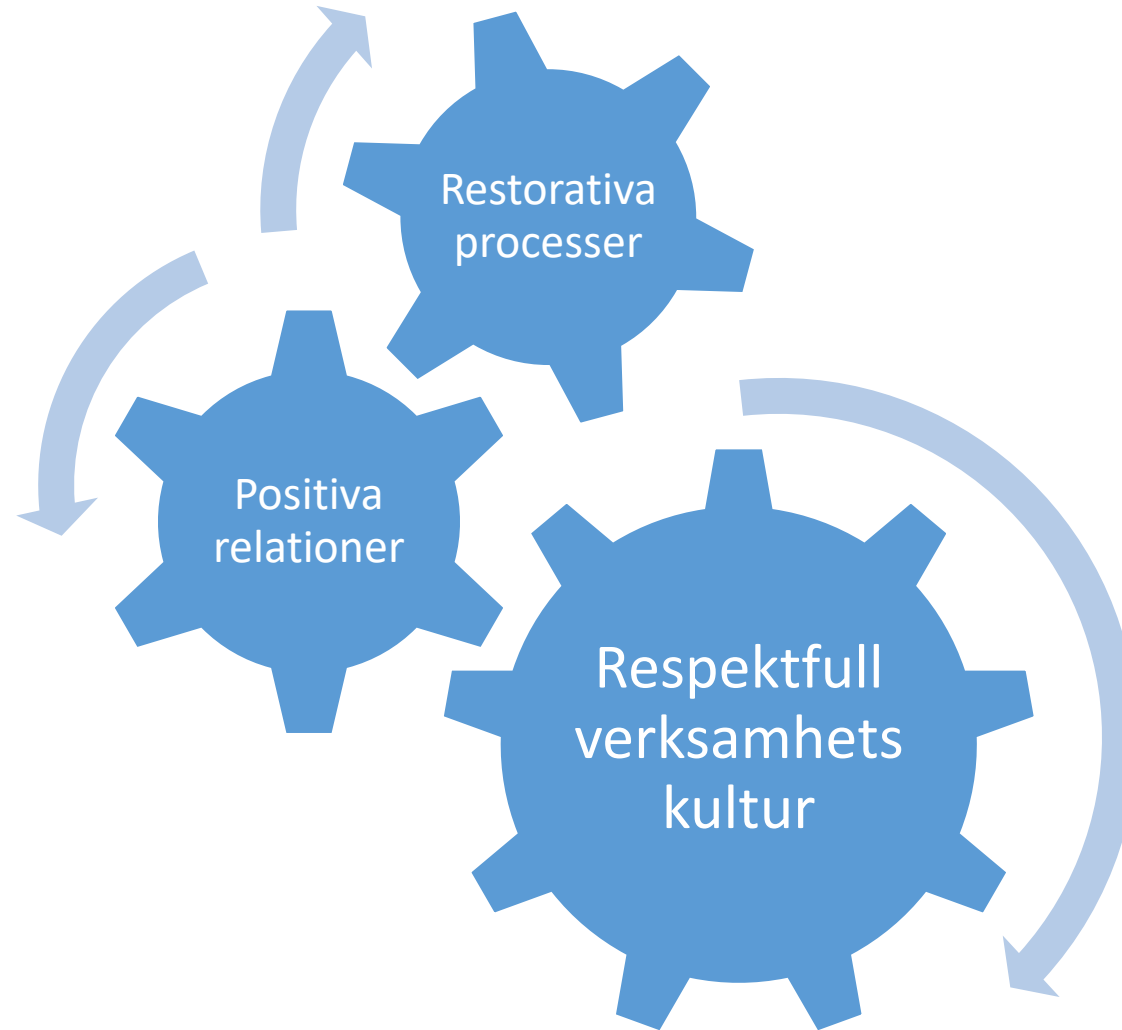 Restorativa
processer
Positiva
relationer
Respektfull
verksamhets
kultur